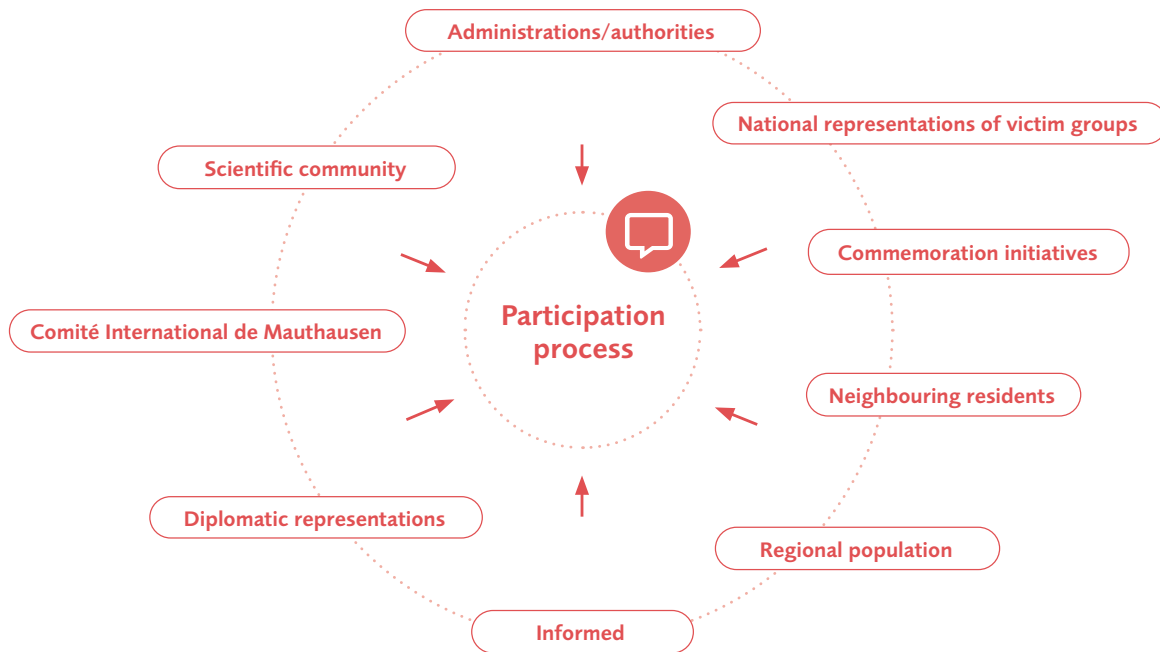 Administrations/authorities
National representations of victim groups
Scientific community
Commemoration initiatives
Participation
process
Comité International de Mauthausen
Neighbouring residents
Diplomatic representations
Regional population
Informed